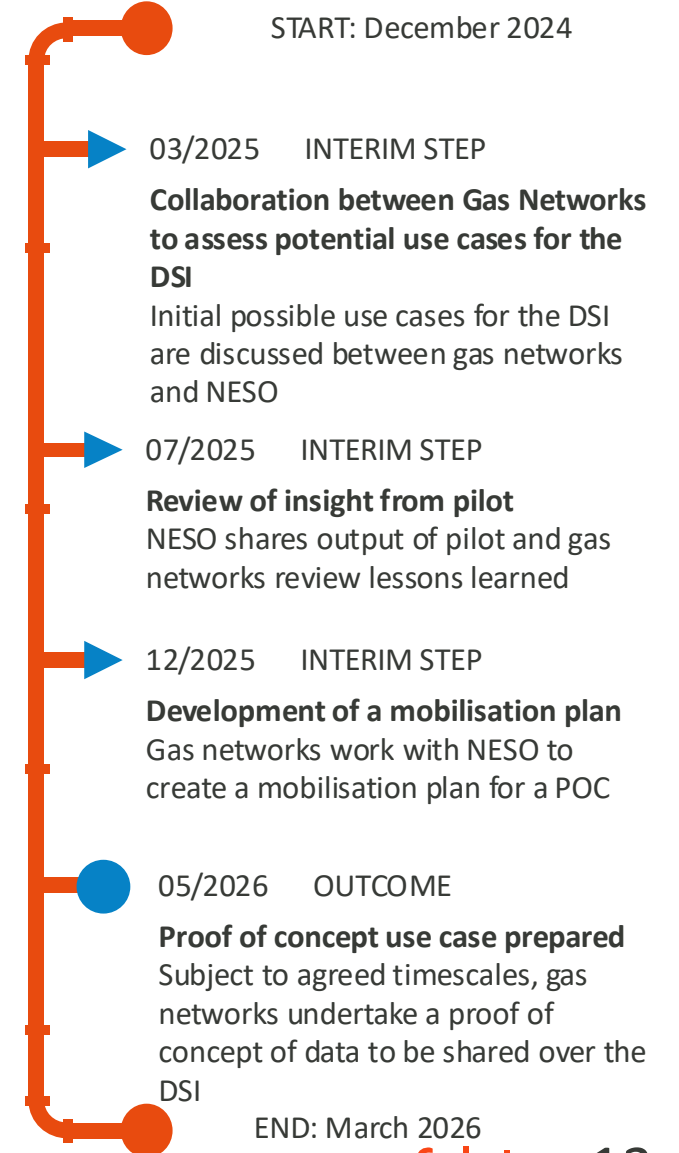 START: December 2024
03/2025 INTERIM STEP
Collaboration between Gas Networks
to assess potential use cases for the
DSI
Initial possible use cases for the DSI
are discussed between gas networks
and NESO
07/2025 INTERIM STEP
Review of insight from pilot
NESO shares output of pilot and gas
networks review lessons learned
12/2025 INTERIM STEP
Development of a mobilisation plan
Gas networks work with NESO to
create a mobilisation plan for a POC
05/2026 OUTCOME
Proof of concept use case prepared
Subject to agreed timescales, gas
networks undertake a proof of
concept of data to be shared over the
DSI
END: March 2026